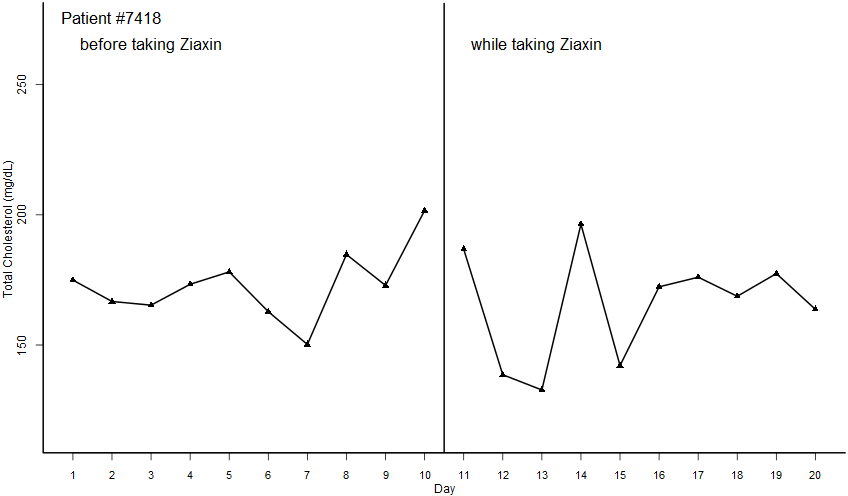 Patient #7418
before taking Ziaxin
while taking Ziaxin
250
200
150
Total Cholesterol (mg/dL)
1 2 3 4 5 6 7 8 9 10 11 12 13 14 15 16 17 18 19 20
Day